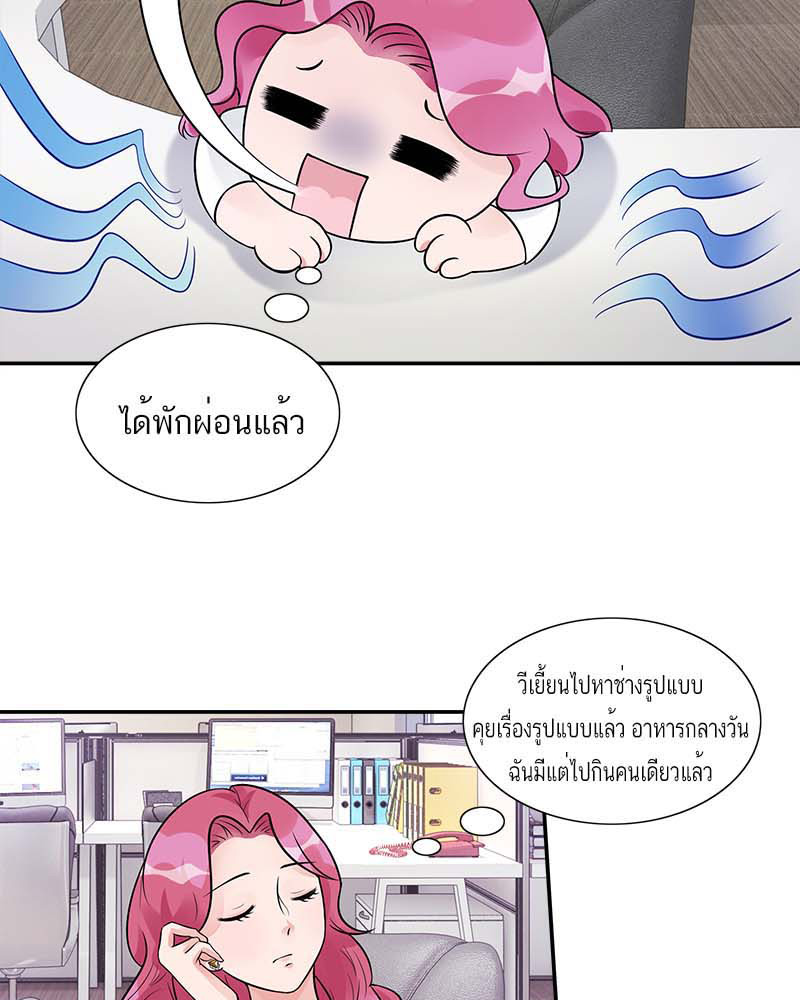 ได้พักผ่อนแล้ว
วีเยี้ยนไปหาช่างรูปแบบ
คุยเรื่องรูปแบบแล้ว อาหารกลางวัน
ฉันมีแต่ไปกินคนเดียวแล้ว